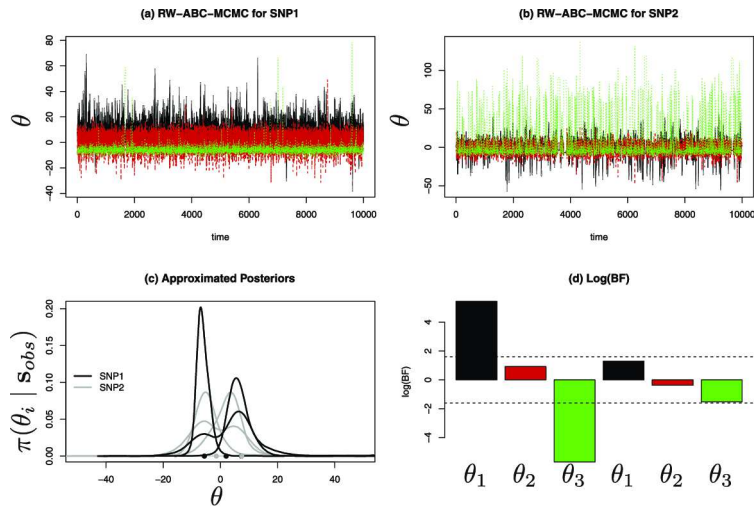 (a) RW-ABC-MCMC for SNP1
θ
80
60
40
20
0
-20
-40
0 2000 4000 6000 8000 10000
time
(b) RW-ABC-MCMC for SNP2
θ
100
50
0
-50
0 2000 4000 6000 8000 10000
time
(c) Approximated Posteriors
π(θi | sobs)
0.20
0.15
0.10
0.05
0.00
SNP1
SNP2
-40 -20 0 20 40
θ
(d) Log(BF)
log(BF)
4
2
0
-2
-4
θ1 θ2 θ3 θ1 θ2 θ3